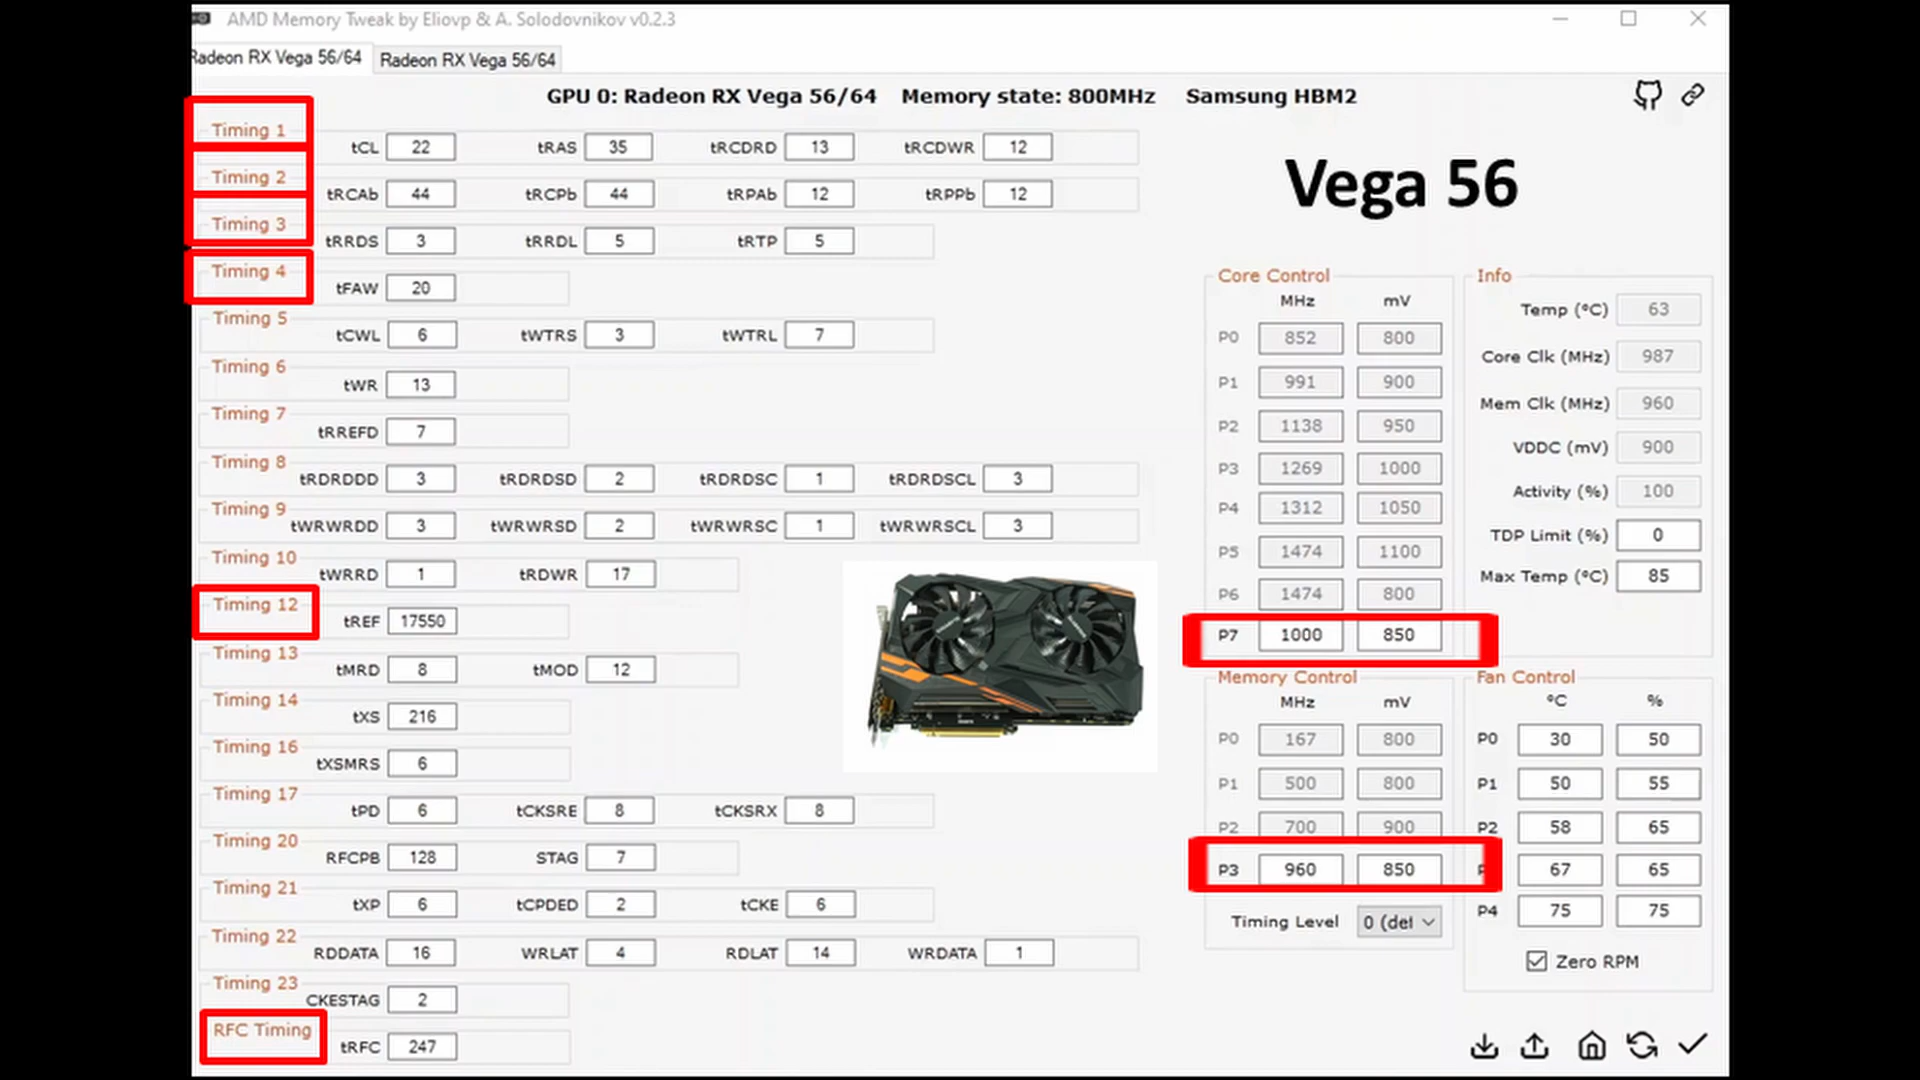 AMD Memory Tweak by Eliovp & A. Solodovnikov v0.2.3
Radeon RX Vega 56/64 Radeon RX Vega 56/64
GPU 0: Radeon RX Vega 56/64 Memory state: 800MHz Samsung HBM2
Timing 1
tCL 22 tRAS 35 tRCDRD 13 tRCDWR 12
Timing 2
tRCAb 44 tRCPb 44 tRPAb 12 tRPPb 12
Timing 3
tRRDS 3 tRRDL 5 tRTP 5
Timing 4
tFAW 20
Timing 5
tCWL 6 tWTRS 3 tWTRL 7
Timing 6
tWR 13
Timing 7
tRREFD 7
Timing 8
tRDRDDD 3 tRDRDSD 2 tRDRDSC 1 tRDRDSCL 3
Timing 9
tWRWRDD 3 tWRWRSD 2 tWRWRSC 1 tWRWRSCL 3
Timing 10
tWRRD 1 tRDWR 17
Timing 12
tREF 17550
Timing 13
tMRD 8 tMOD 12
Timing 14
tXS 216
Timing 16
tXSMRS 6
Timing 17
tPD 6 tCKSRE 8 tCKSRX 8
Timing 20
RFCPB 128 STAG 7
Timing 21
tXP 6 tCPDED 2 tCKE 6
Timing 22
RDDATA 16 WRLAT 4 RDLAT 14 WRDATA 1
Timing 23
CKESTAG 2
RFC Timing
tRFC 247
Vega 56
Core Control
MHz mV
P0 852 800
P1 991 900
P2 1138 950
P3 1269 1000
P4 1312 1050
P5 1474 1100
P6 1474 800
P7 1000 850
Info
Temp (ºC) 63
Core Clk (MHz) 987
Mem Clk (MHz) 960
VDDC (mV) 900
Activity (%) 100
TDP Limit (%) 0
Max Temp (ºC) 85
Memory Control
MHz mV
P0 167 800
P1 500 800
P2 700 900
P3 960 850
Timing Level 0 (def
Fan Control
ºC %
P0 30 50
P1 50 55
P2 58 65
67 65
P4 75 75
Zero RPM